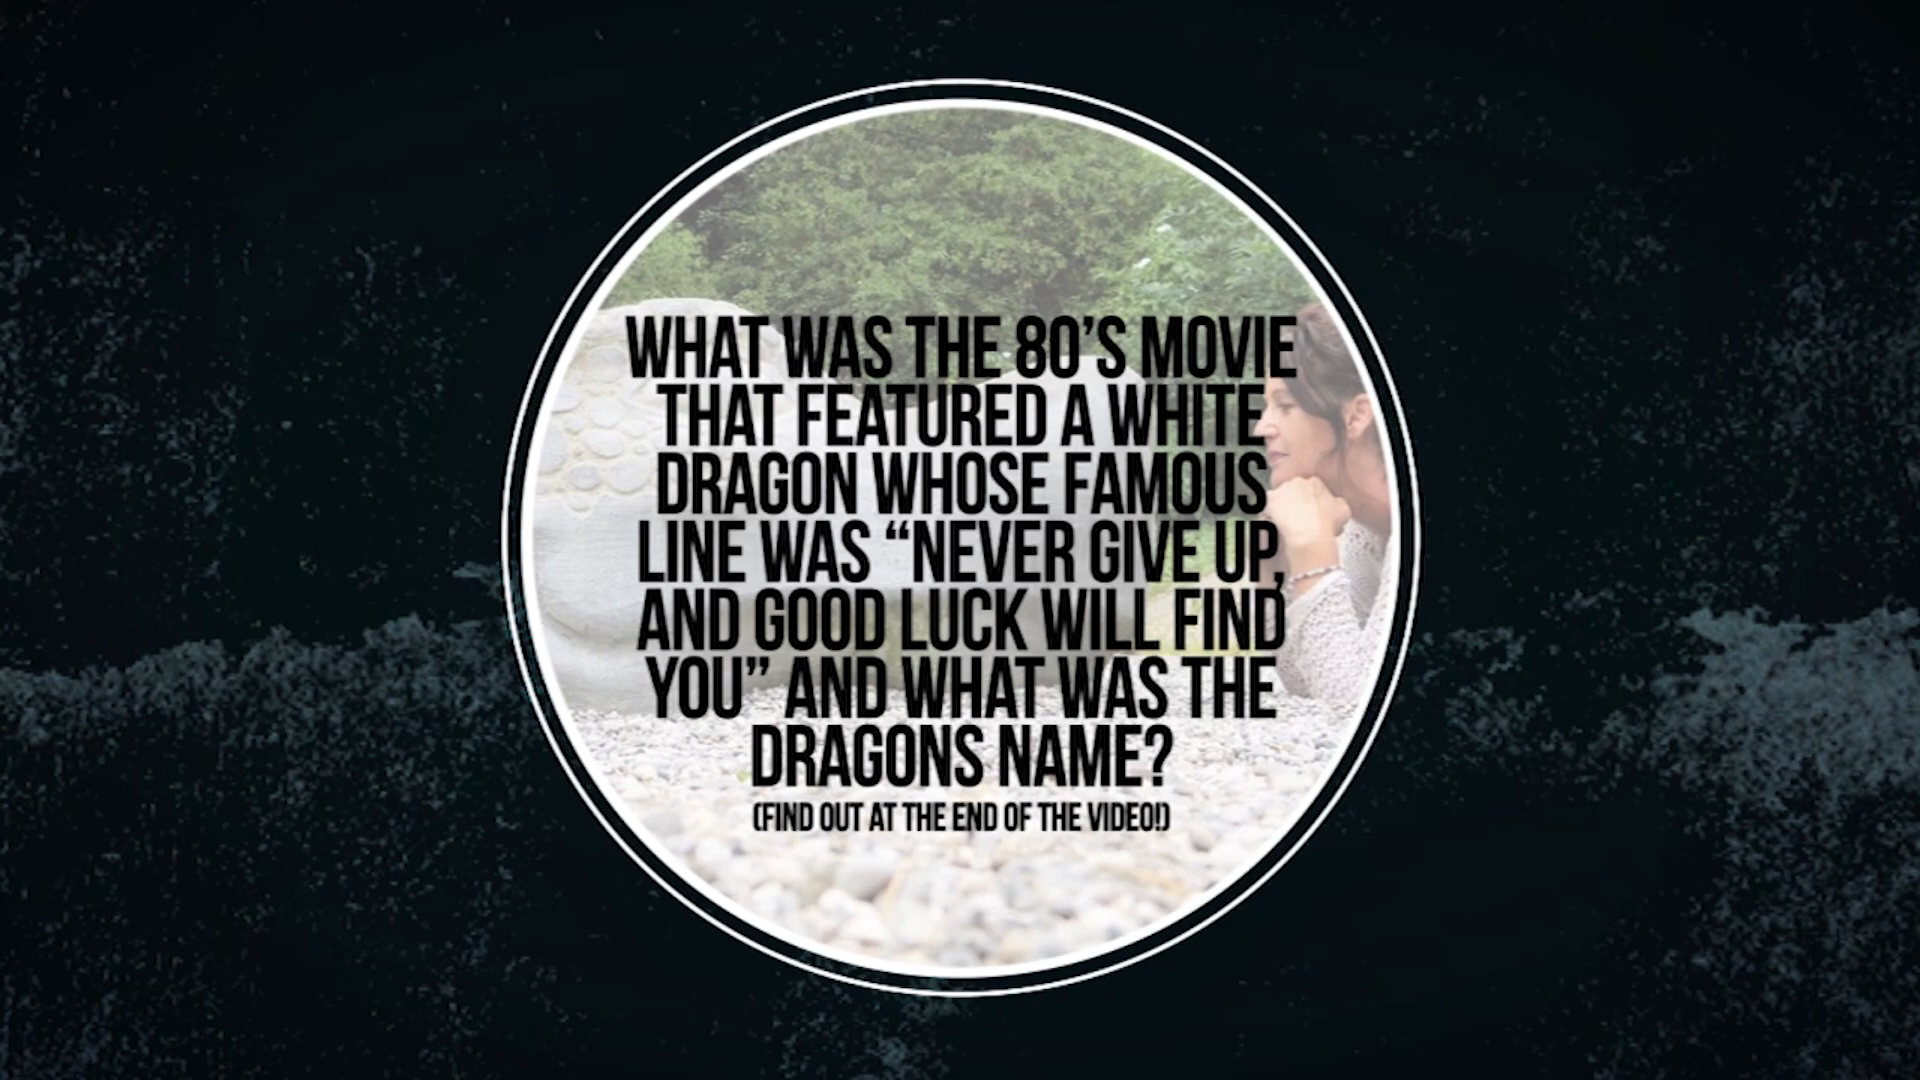 WHAT WAS THE 80’S MOVIE
THAT FEATURED A WHITE
DRAGON WHOSE FAMOUS
LINE WAS “NEVER GIVE UP,
AND GOOD LUCK WILL FIND
YOU” AND WHAT WAS THE
DRAGONS NAME?
(FIND OUT AT THE END OF THE VIDEO!)